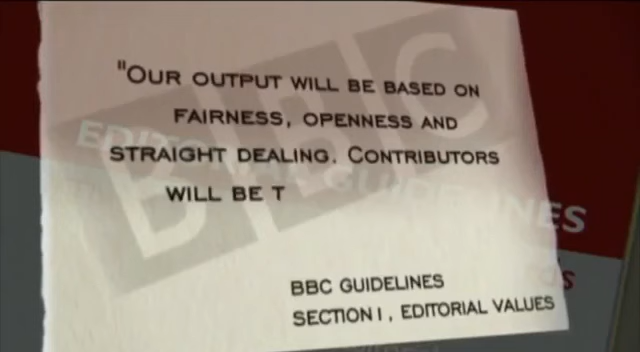 "OUR OUTPUT WILL BE BASED ON
FAIRNESS, OPENNESS AND
STRAIGHT DEALING. CONTRIBUTORS
WILL BE T
BBC
BBC GUIDELINES
SECTION I, EDITORIAL VALUES